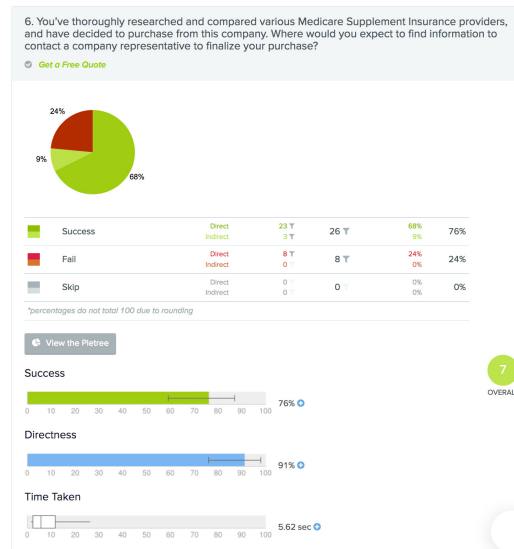 6. You've thoroughly researched and compared various Medicare Supplement Insurance providers,
and have decided to purchase from this company. Where would you expect to find information to
contact a company representative to finalize your purchase?
Get a Free Quote
24%
9%
68%
Success Direct 23 26 68% 76%
Indirect 3 9%
Fail Direct 8 8 24% 24%
Indirect 0 0%
Skip Direct 0 0 0% 0%
Indirect 0 0%
*percentages do not total 100 due to rounding
View the Pietree
Success
7
76%
0 10 20 30 40 50 60 70 80 90 100
OVERAL
Directness
91%
0 10 20 30 40 50 60 70 80 90 100
Time Taken
5.62 sec
0 10 20 30 40 50 60 70 80 90 100